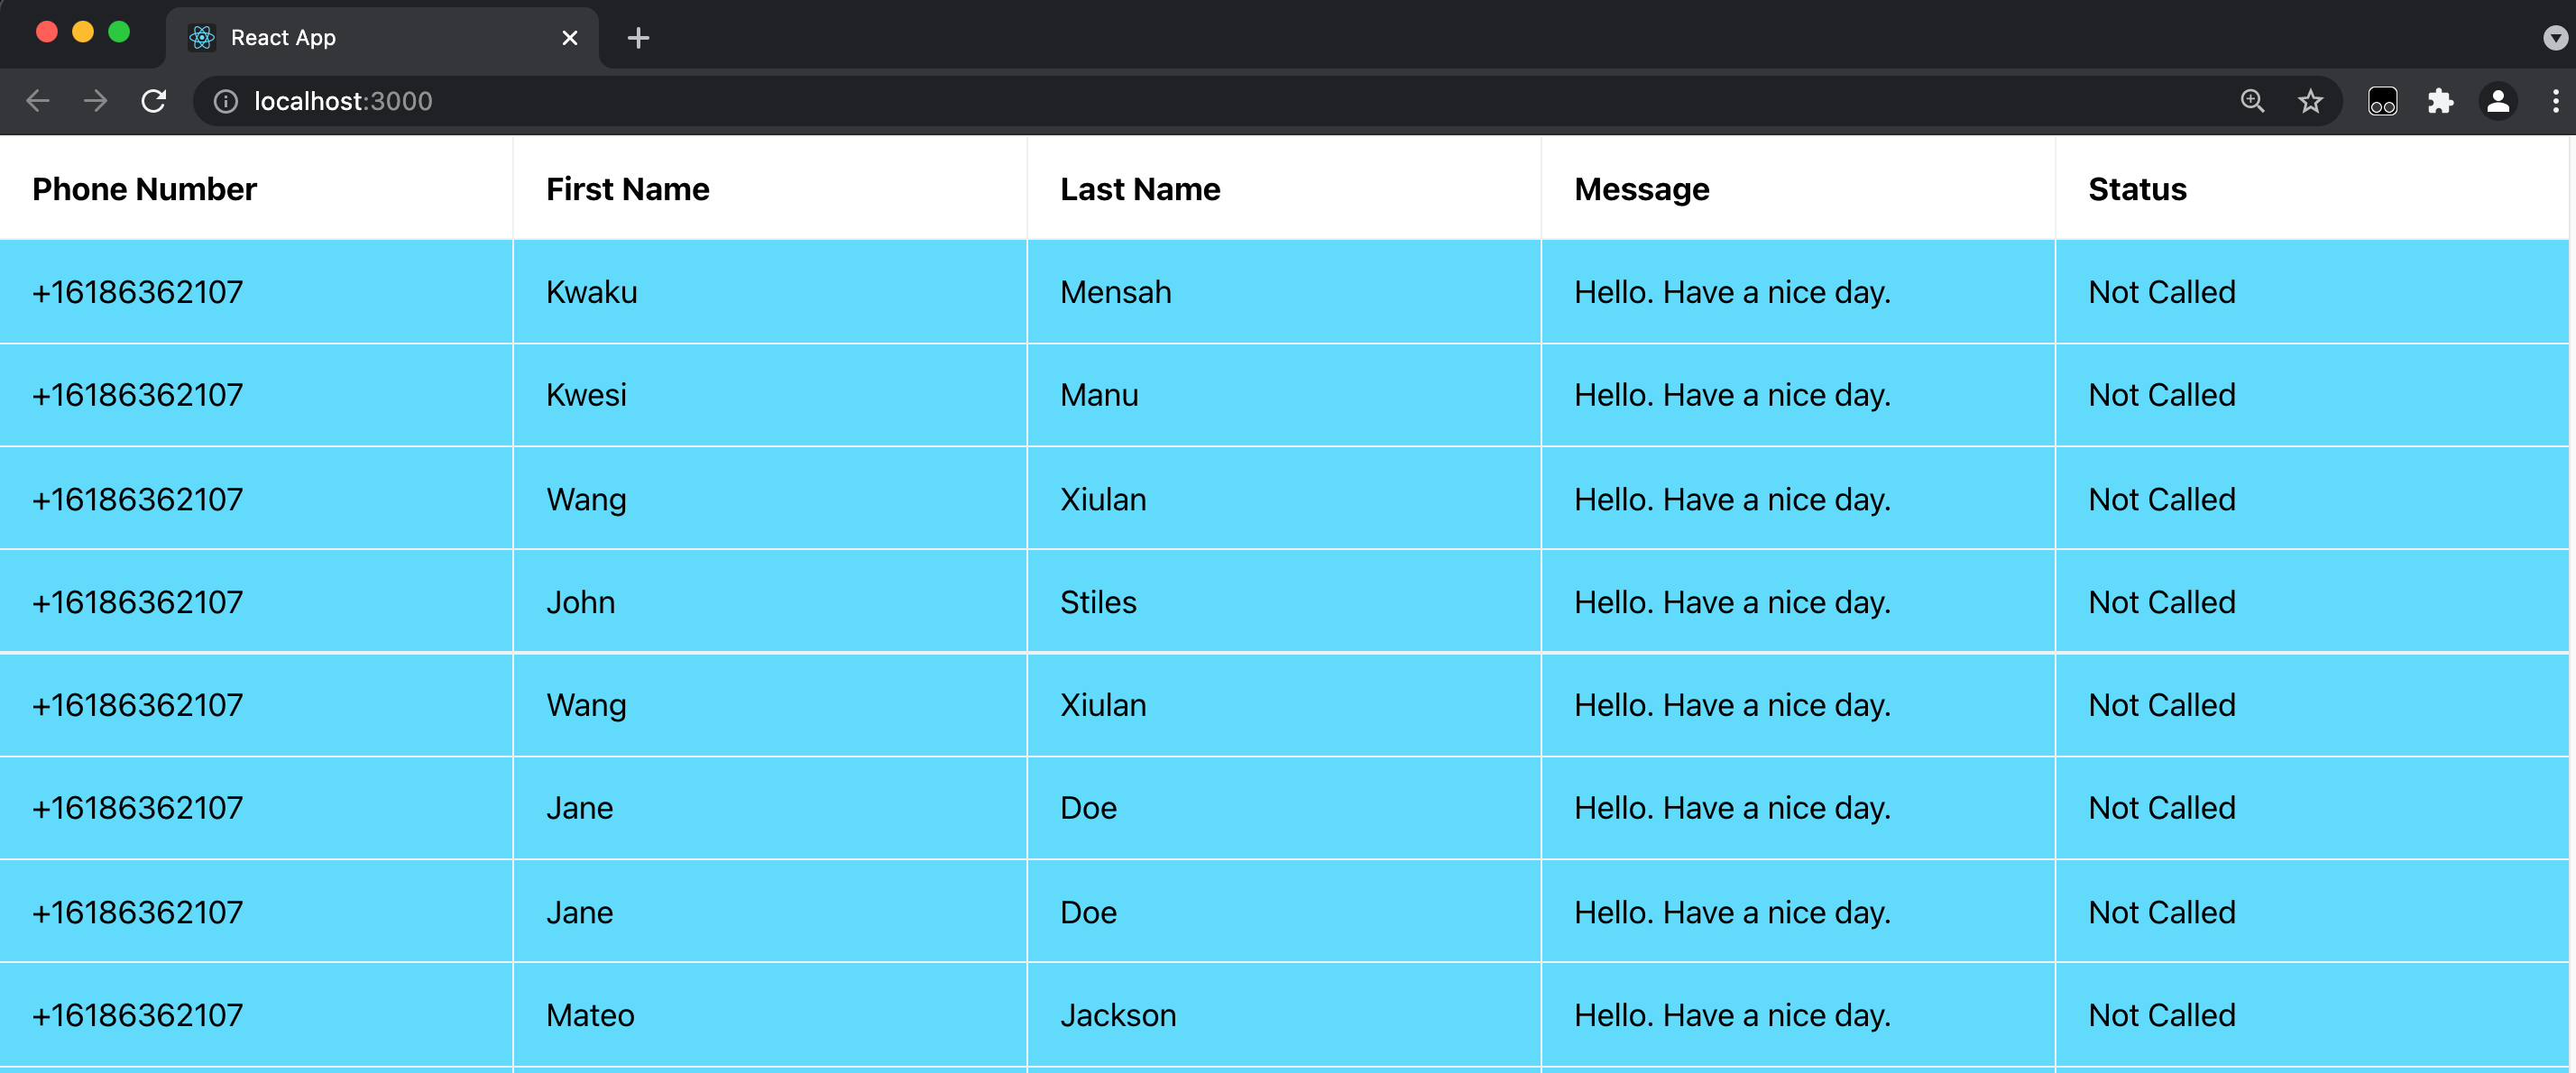 React App
localhost:3000
Phone Number First Name Last Name Message Status
+16186362107 Kwaku Mensah Hello. Have a nice day. Not Called
+16186362107 Kwesi Manu Hello. Have a nice day. Not Called
+16186362107 Wang Xiulan Hello. Have a nice day. Not Called
+16186362107 John Stiles Hello. Have a nice day. Not Called
+16186362107 Wang Xiulan Hello. Have a nice day. Not Called
+16186362107 Jane Doe Hello. Have a nice day. Not Called
+16186362107 Jane Doe Hello. Have a nice day. Not Called
+16186362107 Mateo Jackson Hello. Have a nice day. Not Called